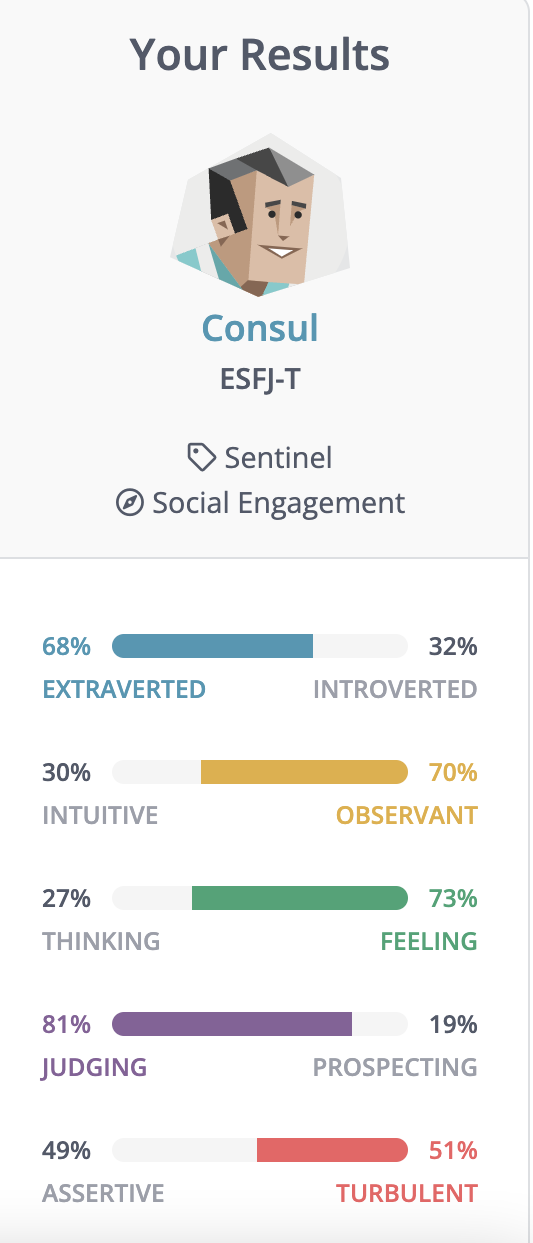 Your Results
Consul
ESFJ-T
Sentinel
Social Engagement
68% 32%
EXTRAVERTED INTROVERTED
30% 70%
INTUITIVE OBSERVANT
27% 73%
THINKING FEELING
81% 19%
JUDGING PROSPECTING
49% 51%
ASSERTIVE TURBULENT